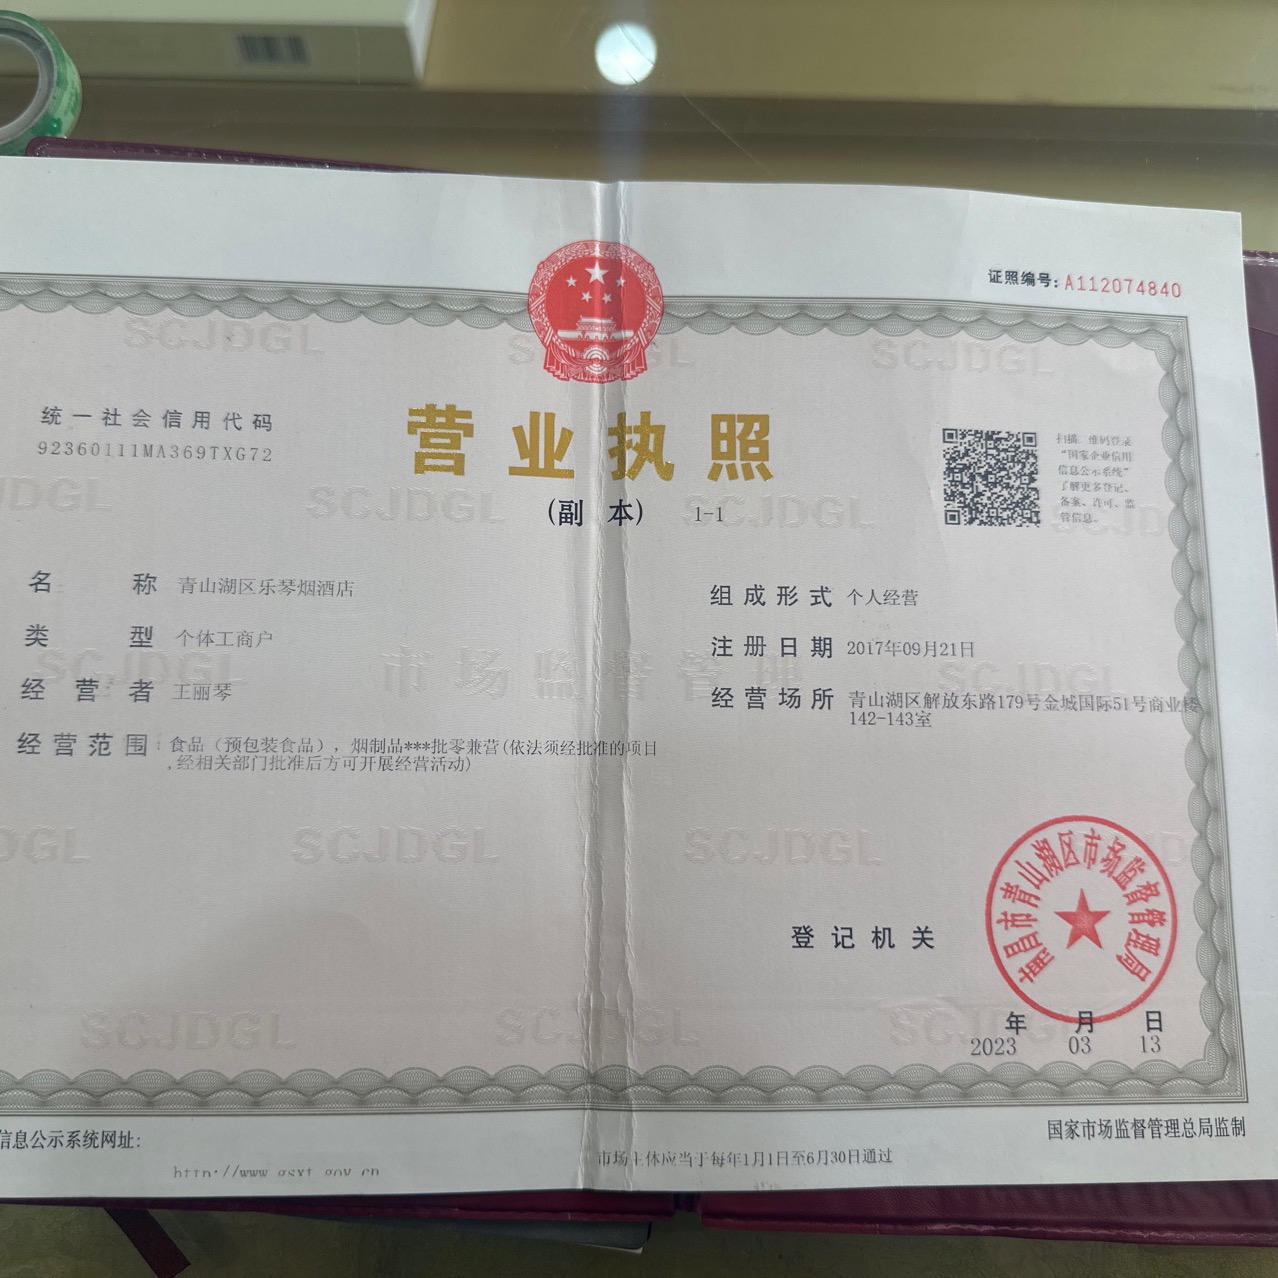 证照编号:A112074840
统一社会信用代码
92360111MA369TXG72
营业执照
(副 本) 1-1
扫描二维码登录
“国家企业信用
信息公示系统”
了解更多登记、
备案、许可、监
管信息。
名称 青山湖区乐琴烟酒店
类型 个体工商户
经营者 王丽琴
经营范围 食品（预包装食品），烟制品***批零兼营(依法须经批准的项目
,经相关部门批准后方可开展经营活动)
组成形式 个人经营
注册日期 2017年09月21日
经营场所 青山湖区解放东路179号金城国际51号商业楼
142-143室
登记机关
南昌市青山湖区市场监督管理局
年 月 日
2023 03 13
信息公示系统网址:
http://www.gsxt.gov.cn
市场主体应当于每年1月1日至6月30日通过
国家市场监督管理总局监制
SCJDGL
市场监督管理